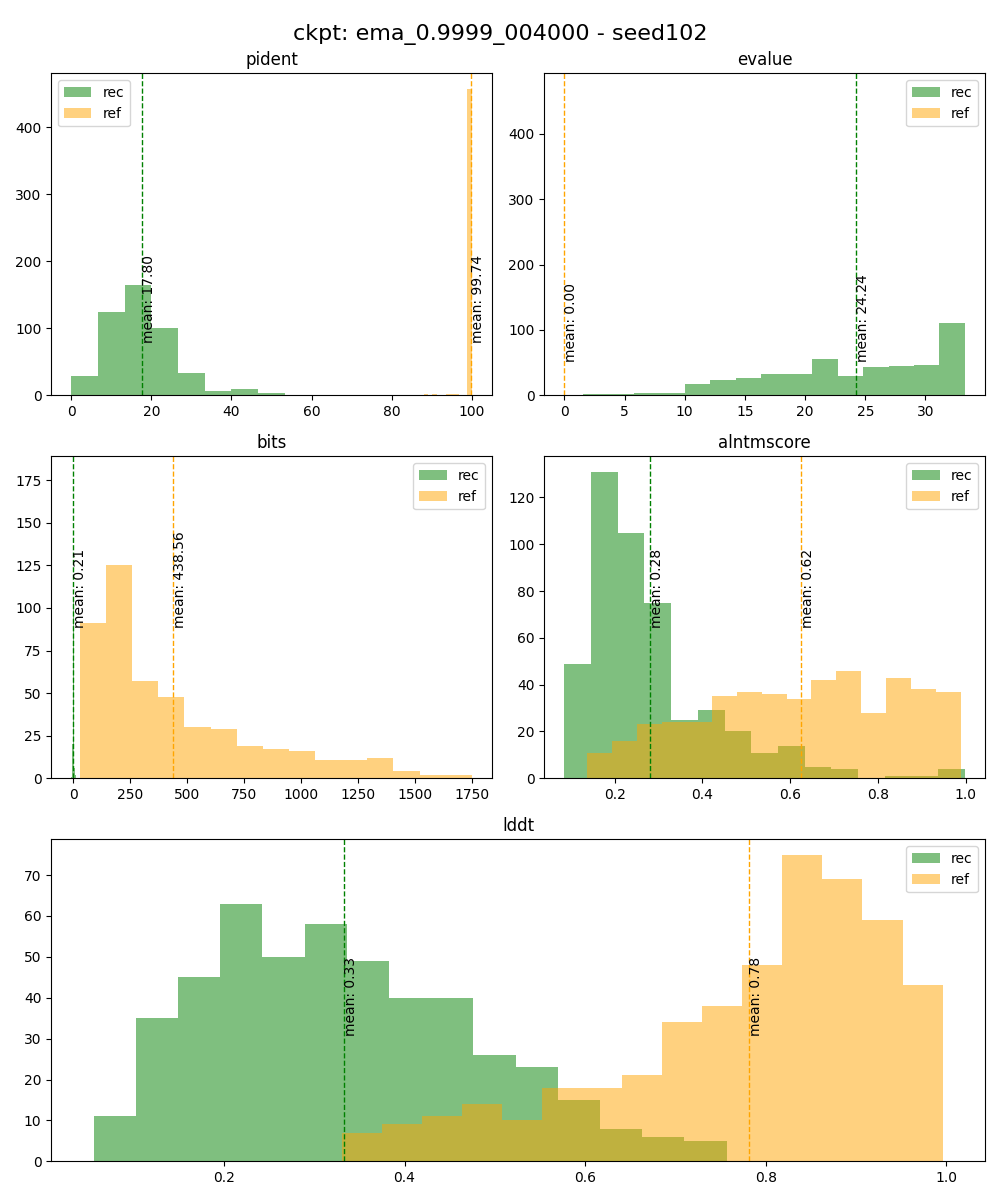 ckpt: ema_0.9999_004000 - seed102
pident
rec
ref
mean: 17.80
mean: 99.74
400
300
200
100
0
0 20 40 60 80 100
evalue
rec
ref
mean: 0.00
mean: 24.24
400
300
200
100
0
0 5 10 15 20 25 30
bits
rec
ref
mean: 0.21
mean: 438.56
175
150
125
100
75
50
25
0
0 250 500 750 1000 1250 1500 1750
alntmscore
rec
ref
mean: 0.28
mean: 0.62
120
100
80
60
40
20
0
0.2 0.4 0.6 0.8 1.0
lddt
rec
ref
mean: 0.33
mean: 0.78
70
60
50
40
30
20
10
0
0.2 0.4 0.6 0.8 1.0